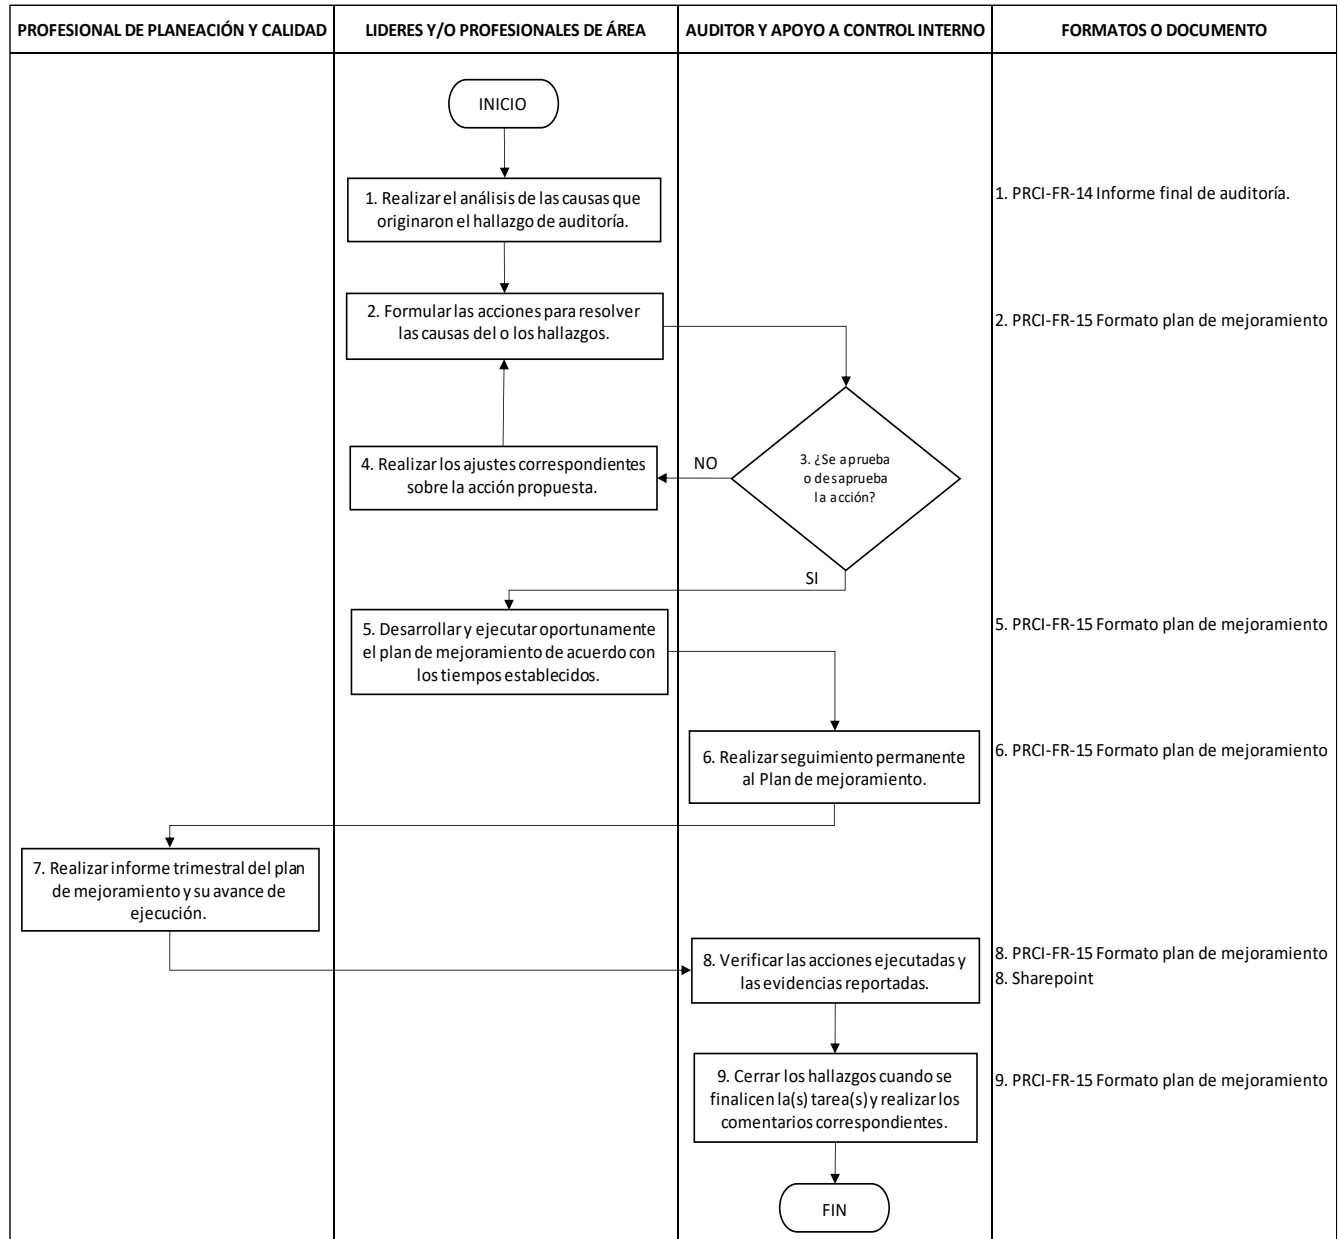 PROFESIONAL DE PLANEACIÓN Y CALIDAD
LIDERES Y/O PROFESIONALES DE ÁREA
AUDITOR Y APOYO A CONTROL INTERNO
FORMATOS O DOCUMENTO
INICIO
1. Realizar el análisis de las causas que
originaron el hallazgo de auditoría.
1. PRCI-FR-14 Informe final de auditoría.
2. Formular las acciones para resolver
las causas del o los hallazgos.
2. PRCI-FR-15 Formato plan de mejoramiento
3. ¿Se aprueba
o desaprueba
la acción?
NO
4. Realizar los ajustes correspondientes
sobre la acción propuesta.
SI
5. Desarrollar y ejecutar oportunamente
el plan de mejoramiento de acuerdo con
los tiempos establecidos.
5. PRCI-FR-15 Formato plan de mejoramiento
6. Realizar seguimiento permanente
al Plan de mejoramiento.
6. PRCI-FR-15 Formato plan de mejoramiento
7. Realizar informe trimestral del plan
de mejoramiento y su avance de
ejecución.
8. Verificar las acciones ejecutadas y
las evidencias reportadas.
8. PRCI-FR-15 Formato plan de mejoramiento
8. Sharepoint
9. Cerrar los hallazgos cuando se
finalicen la(s) tarea(s) y realizar los
comentarios correspondientes.
9. PRCI-FR-15 Formato plan de mejoramiento
FIN